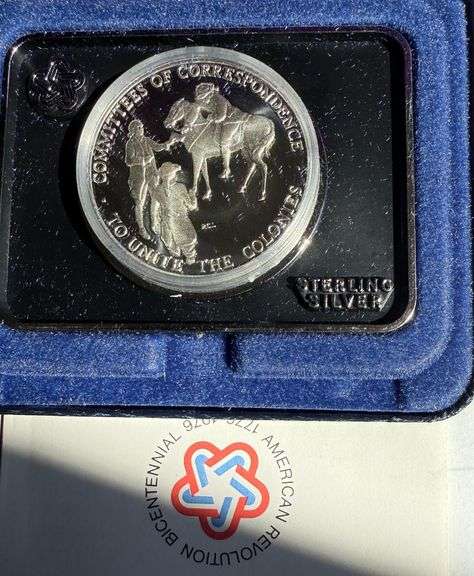 COMMITTEES OF CORRESPONDENCE
TO UNITE THE COLONIES
STERLING
SILVER
AMERICAN REVOLUTION BICENTENNIAL 1776-1976